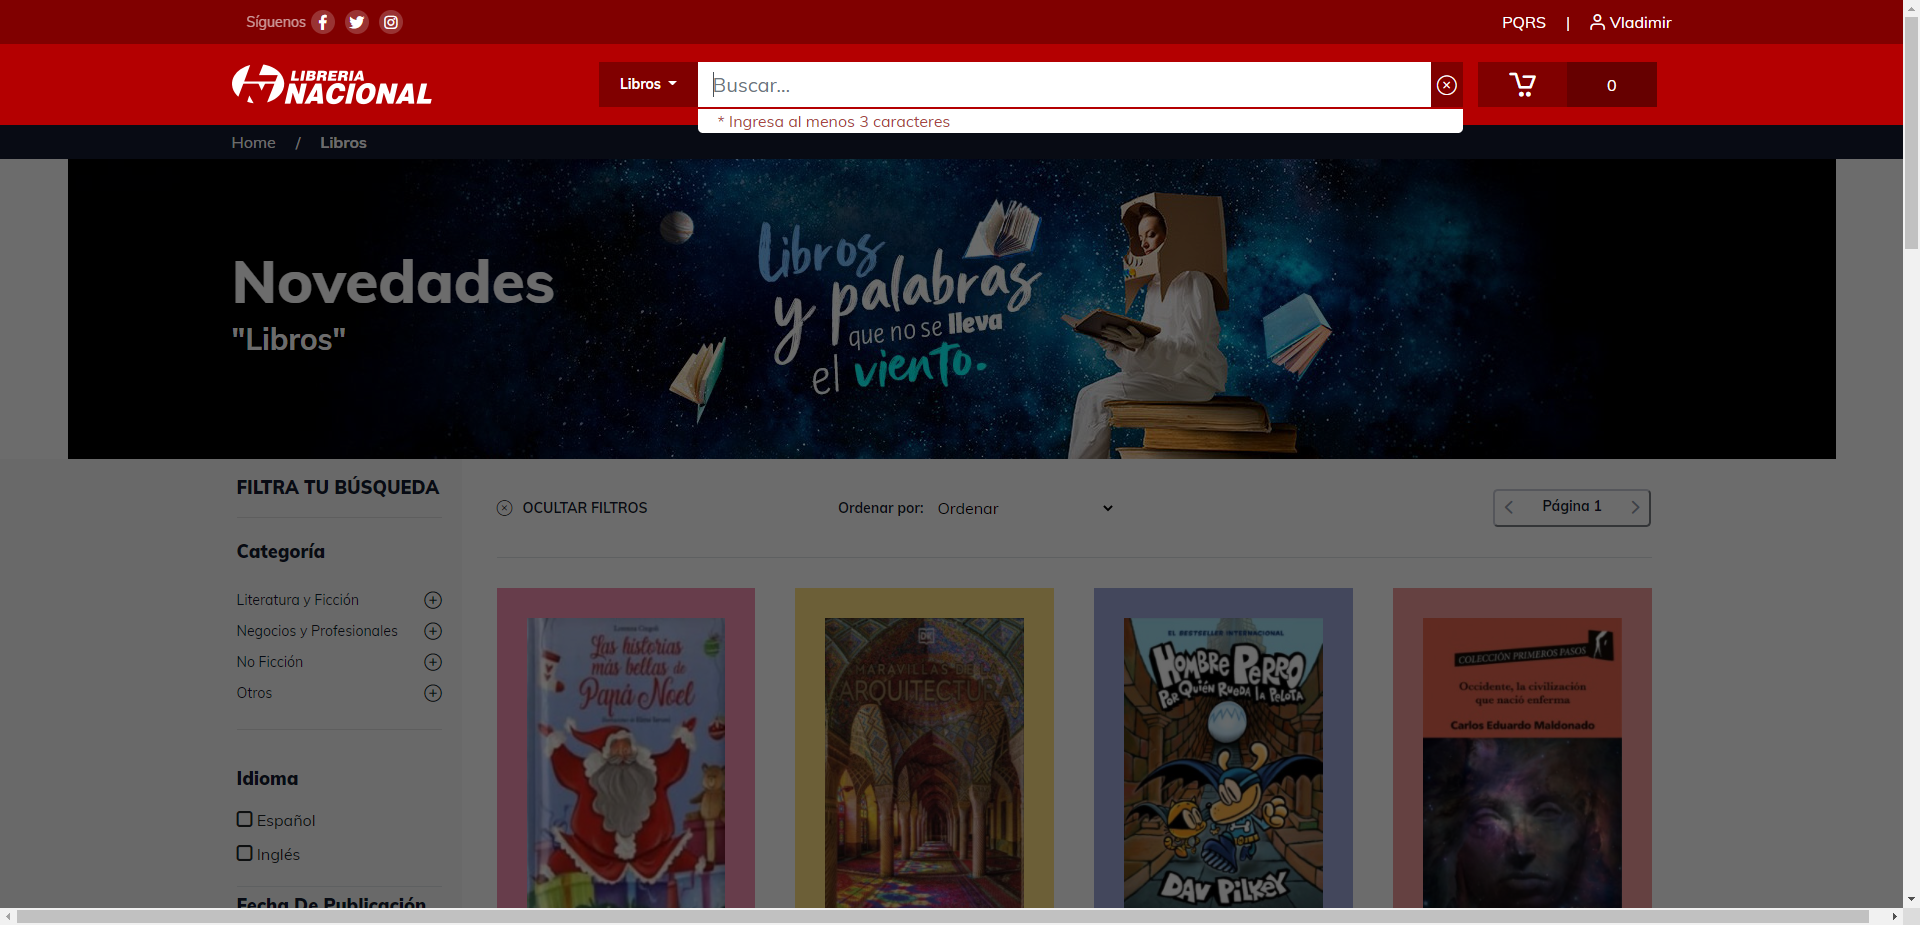 Síguenos
PQRS | Vladimir
LIBRERIA
NACIONAL
Libros
Buscar...
0
* Ingresa al menos 3 caracteres
Home / Libros
Novedades
"Libros"
Libros
y palabras
que no se lleva
el viento.
FILTRA TU BÚSQUEDA
Categoría
Literatura y Ficción
Negocios y Profesionales
No Ficción
Otros
Idioma
Español
Inglés
Fecha De Publicación
OCULTAR FILTROS
Ordenar por: Ordenar
Página 1
Las historias
más bellas de
Papá Noel
DK
MARAVILLAS DE LA
ARQUITECTURA
EL BESTSELLER INTERNACIONAL
HOMBRE PERRO
POR QUIÉN RUEDA LA PELOTA
DAV PILKEY
COLECCIÓN PRIMEROS PASOS
Occidente, la civilización
que nació enferma
Carlos Eduardo Maldonado